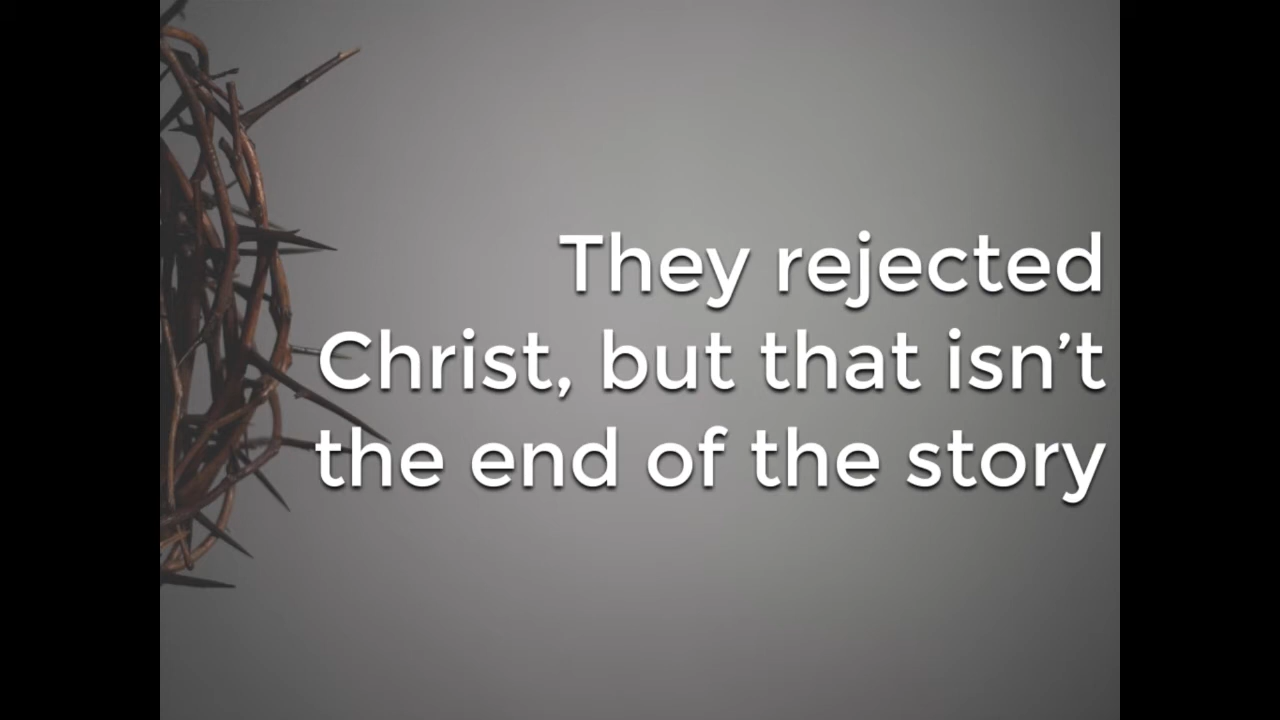 They rejected
Christ, but that isn’t
the end of the story